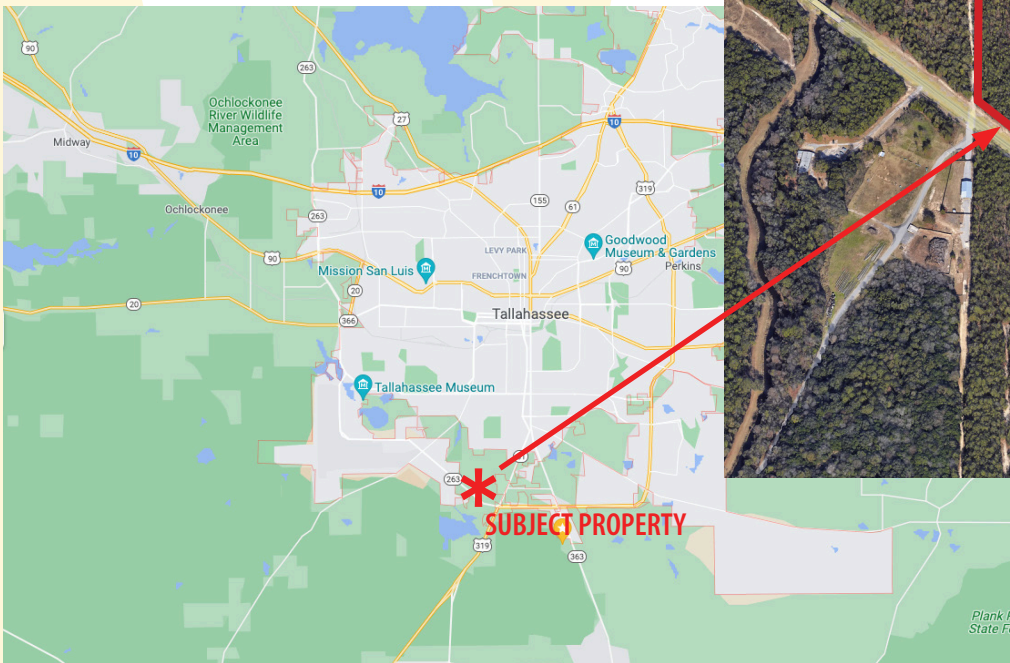 90
263
Ochlockonee
River Wildlife
Management
Area
27
10
Midway
10
10
319
155
61
Ochlockonee
263
LEVY PARK
Goodwood
Museum & Gardens
Perkins
90
90
Mission San Luis
FRENCHTOWN
20
20
366
Tallahassee
Tallahassee Museum
263
SUBJECT PROPERTY
319
363
State